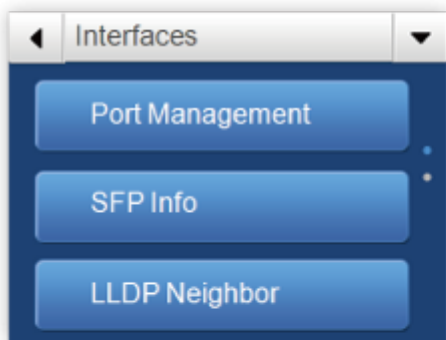 Interfaces
Port Management
SFP Info
LLDP Neighbor